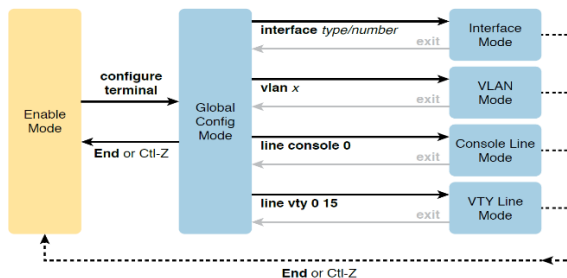 Enable
Mode
configure
terminal
End or Ctl-Z
Global
Config
Mode
interface type/number
exit
Interface
Mode
vlan x
exit
VLAN
Mode
line console 0
exit
Console Line
Mode
line vty 0 15
exit
VTY Line
Mode
End or Ctl-Z